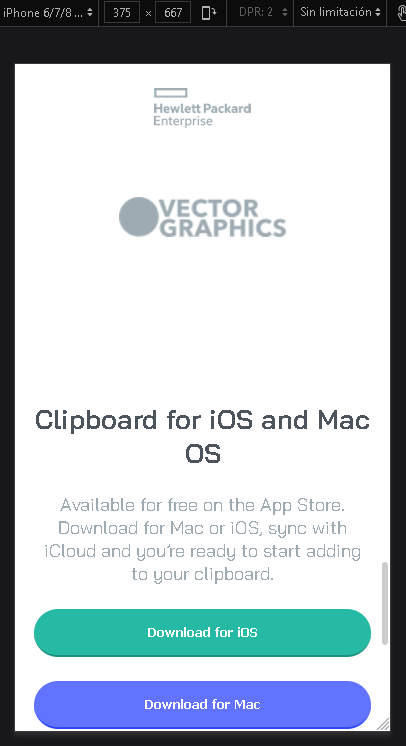 iPhone 6/7/8 ... 375 × 667 DPR: 2 Sin limitación
Hewlett Packard
Enterprise
VECTOR
GRAPHICS
Clipboard for iOS and Mac
OS
Available for free on the App Store.
Download for Mac or iOS, sync with
iCloud and you're ready to start adding
to your clipboard.
Download for iOS
Download for Mac